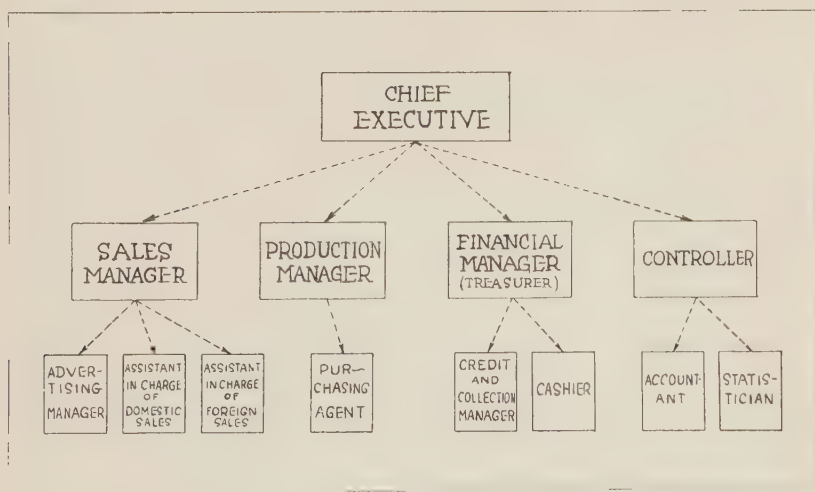 CHIEF
EXECUTIVE
SALES
MANAGER
PRODUCTION
MANAGER
FINANCIAL
MANAGER
(TREASURER)
CONTROLLER
ADVER-
TISING
MANAGER
ASSISTANT
IN CHARGE
OF
DOMESTIC
SALES
ASSISTANT
IN CHARGE
OF
FOREIGN
SALES
PUR-
CHASING
AGENT
CREDIT
AND
COLLECTION
MANAGER
CASHIER
ACCOUNT-
ANT
STATIS-
TICIAN